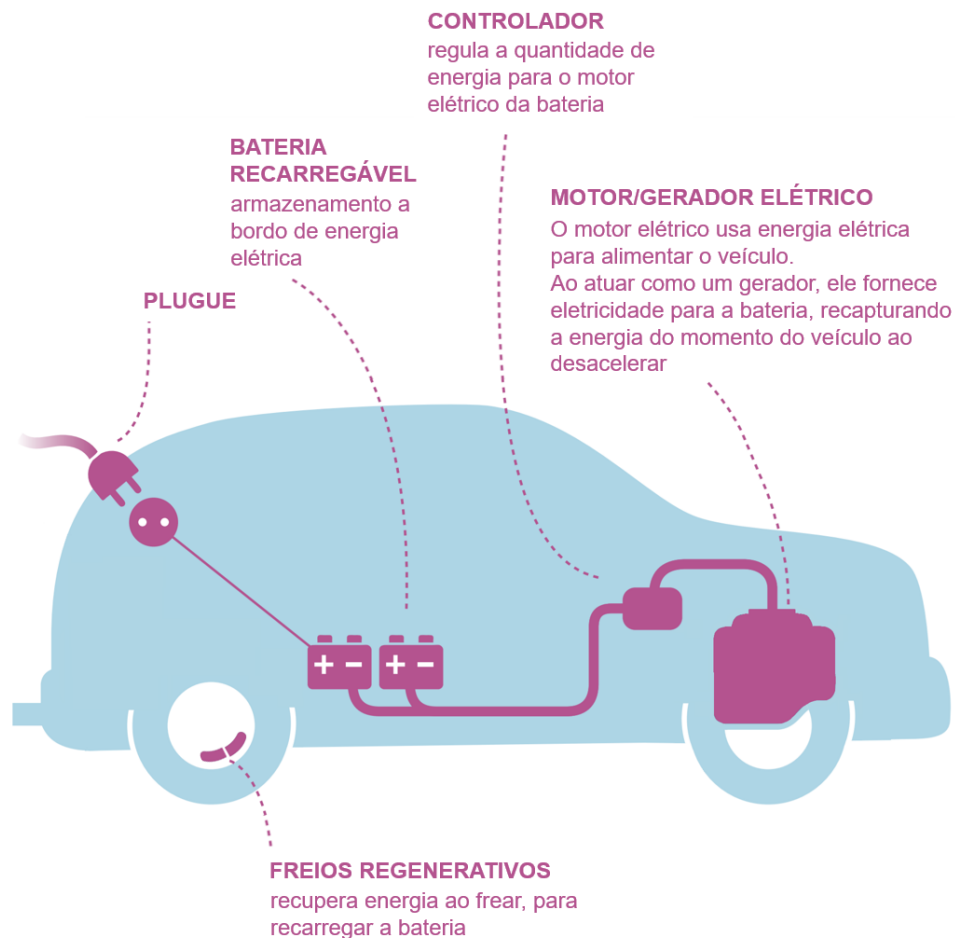 CONTROLADOR
regula a quantidade de
energia para o motor
elétrico da bateria
BATERIA
RECARREGÁVEL
armazenamento a
bordo de energia
elétrica
MOTOR/GERADOR ELÉTRICO
O motor elétrico usa energia elétrica
para alimentar o veículo.
Ao atuar como um gerador, ele fornece
eletricidade para a bateria, recapturando
a energia do momento do veículo ao
desacelerar
PLUGUE
+ − + −
FREIOS REGENERATIVOS
recupera energia ao frear, para
recarregar a bateria